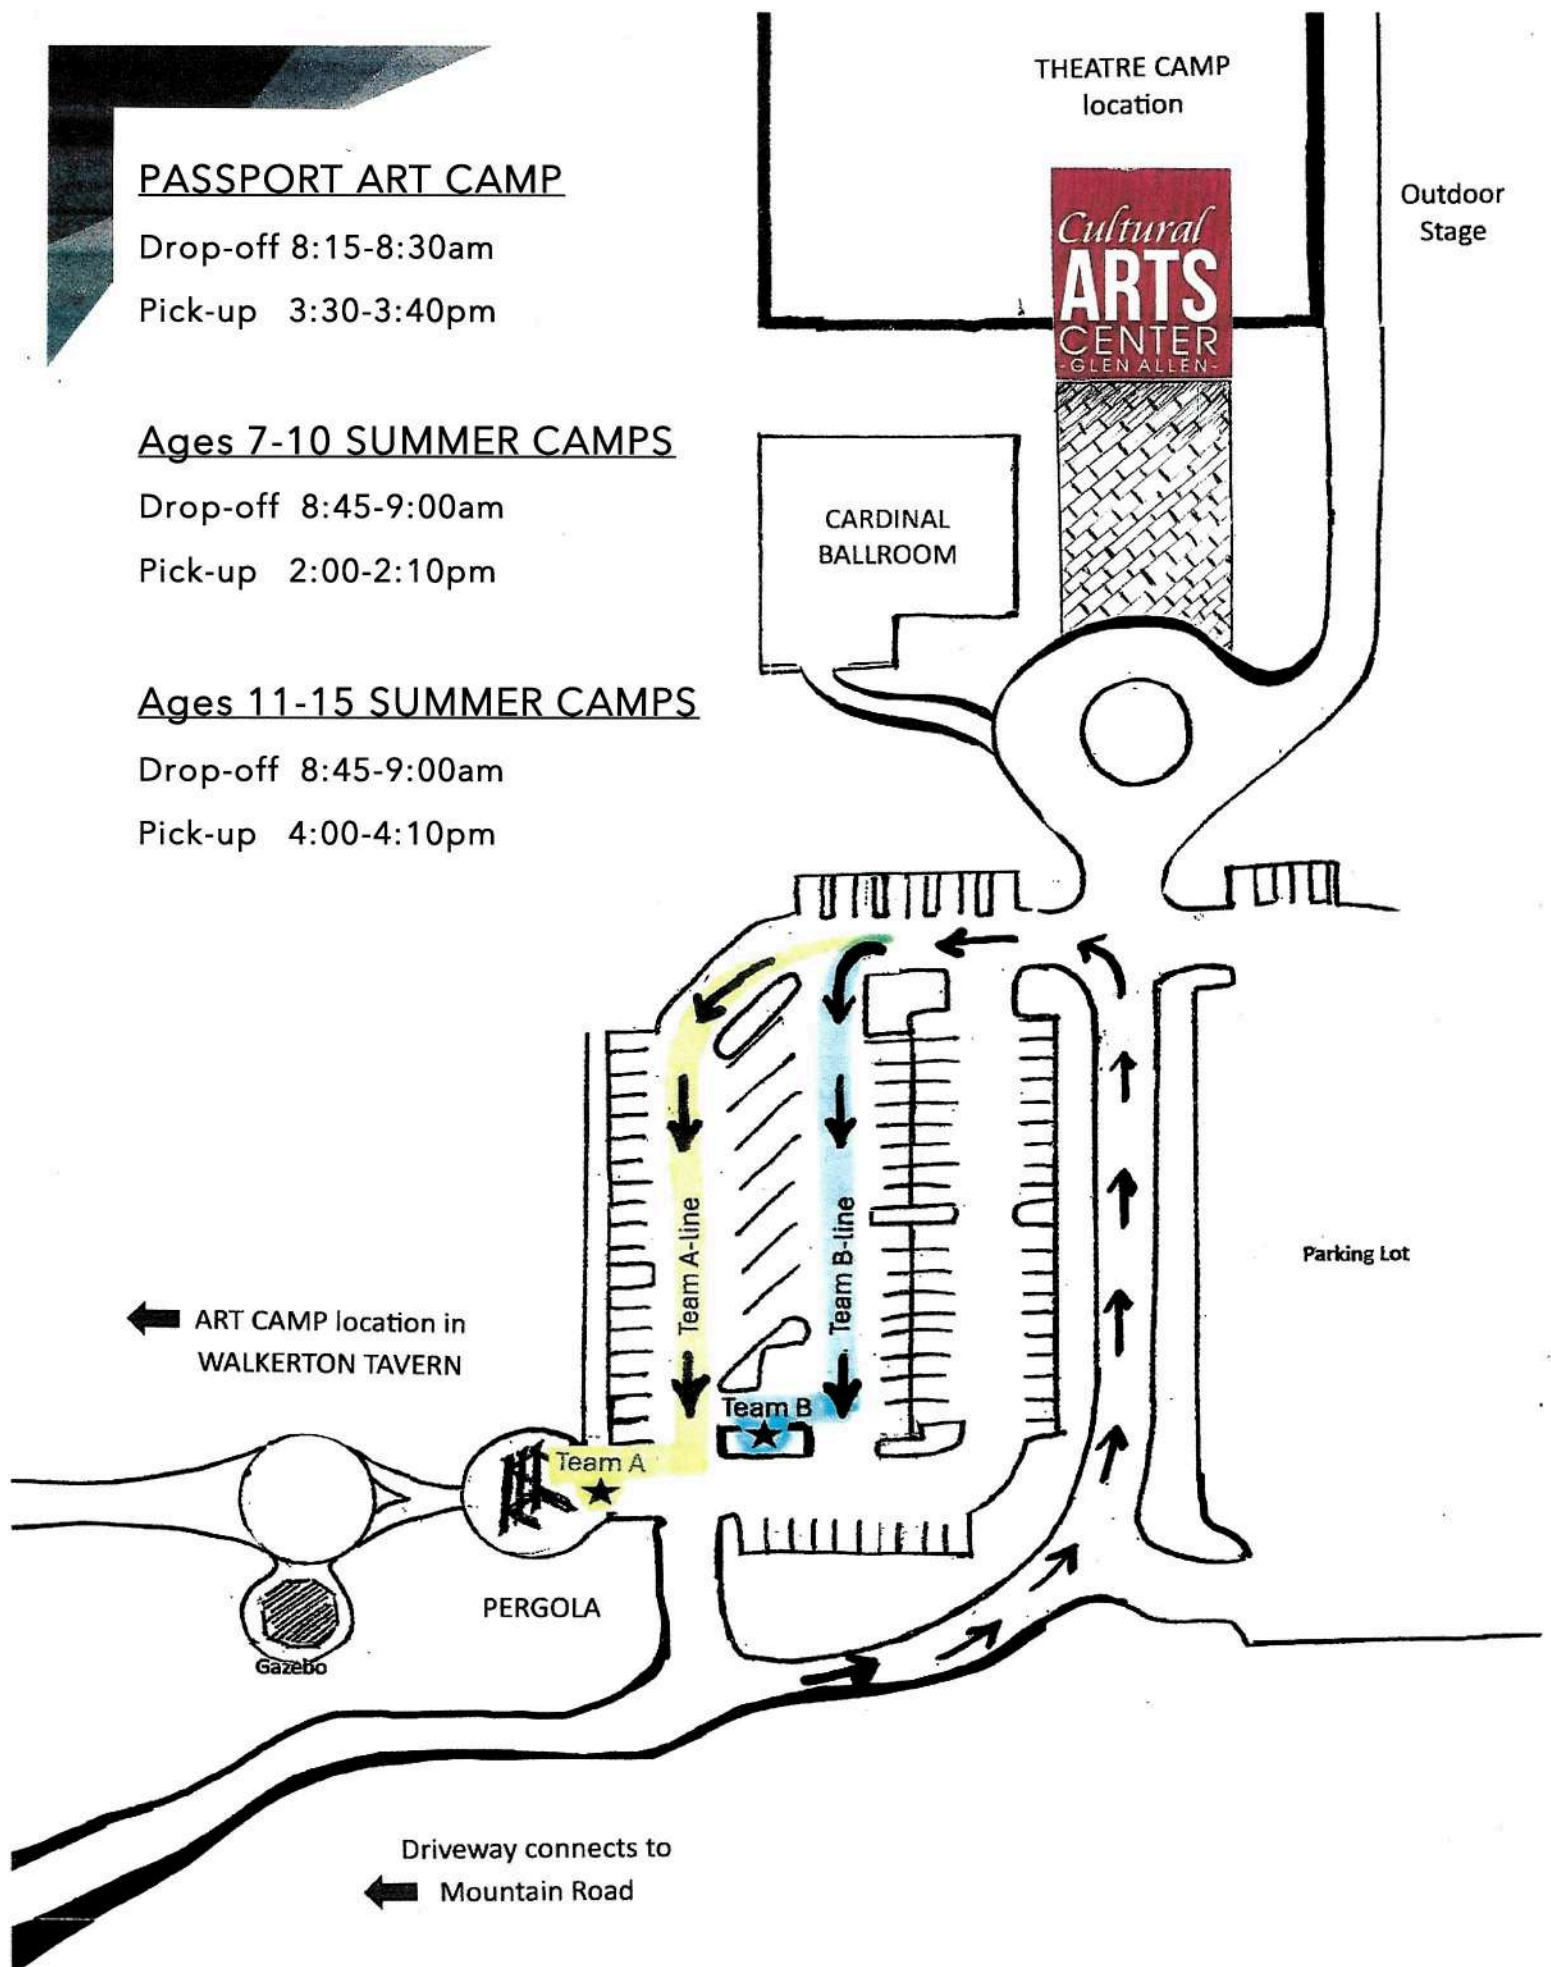 PASSPORT ART CAMP
Drop-off 8:15-8:30am
Pick-up 3:30-3:40pm
Ages 7-10 SUMMER CAMPS
Drop-off 8:45-9:00am
Pick-up 2:00-2:10pm
Ages 11-15 SUMMER CAMPS
Drop-off 8:45-9:00am
Pick-up 4:00-4:10pm
THEATRE CAMP
location
Cultural
ARTS
CENTER
-GLEN ALLEN-
Outdoor
Stage
CARDINAL
BALLROOM
Team A-line
Team B-line
Parking Lot
ART CAMP location in
WALKERTON TAVERN
Team B
Team A
PERGOLA
Gazebo
Driveway connects to
Mountain Road